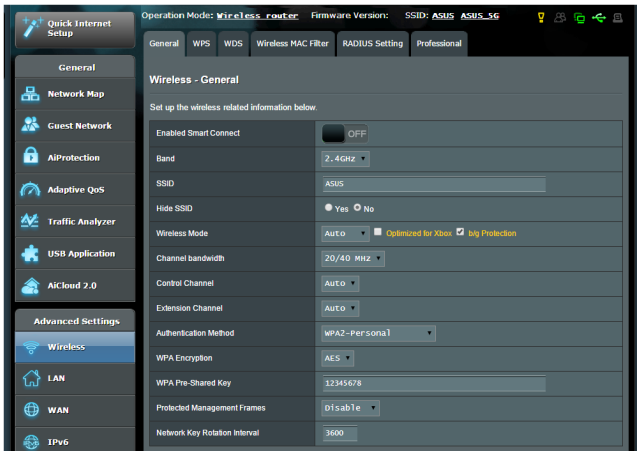 Quick Internet Setup
Operation Mode: Wireless router Firmware Version: SSID: ASUS ASUS_5G
General WPS WDS Wireless MAC Filter RADIUS Setting Professional
General
Network Map
Guest Network
AiProtection
Adaptive QoS
Traffic Analyzer
USB Application
AiCloud 2.0
Advanced Settings
Wireless
LAN
WAN
IPv6
Wireless - General
Set up the wireless related information below.
Enabled Smart Connect OFF
Band 2.4GHz
SSID ASUS
Hide SSID Yes No
Wireless Mode Auto Optimized for Xbox b/g Protection
Channel bandwidth 20/40 MHz
Control Channel Auto
Extension Channel Auto
Authentication Method WPA2-Personal
WPA Encryption AES
WPA Pre-Shared Key 12345678
Protected Management Frames Disable
Network Key Rotation Interval 3600